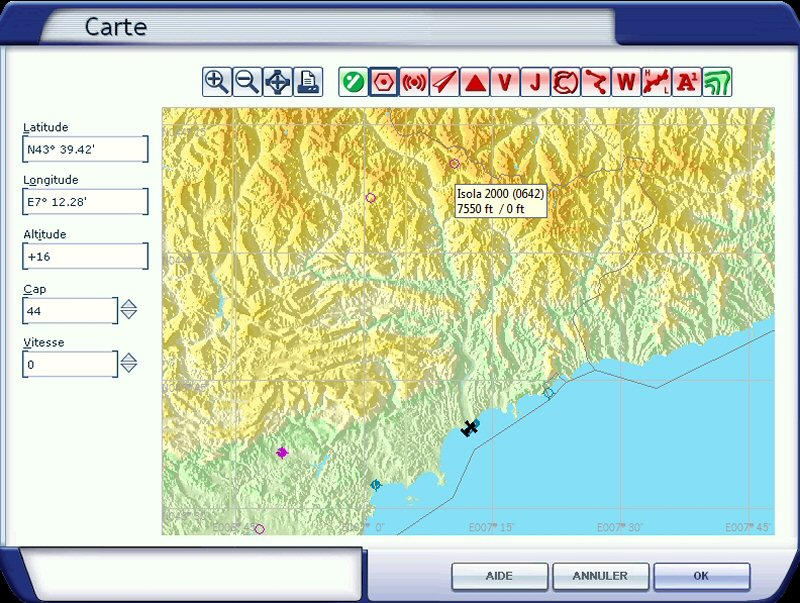 Carte
V J W H L A
Latitude
N43° 39.42'
Longitude
E7° 12.28'
Altitude
+16
Cap
44
Vitesse
0
Isola 2000 (0642)
7550 ft / 0 ft
E007° 15' E007° 30' E007° 45'
AIDE ANNULER OK